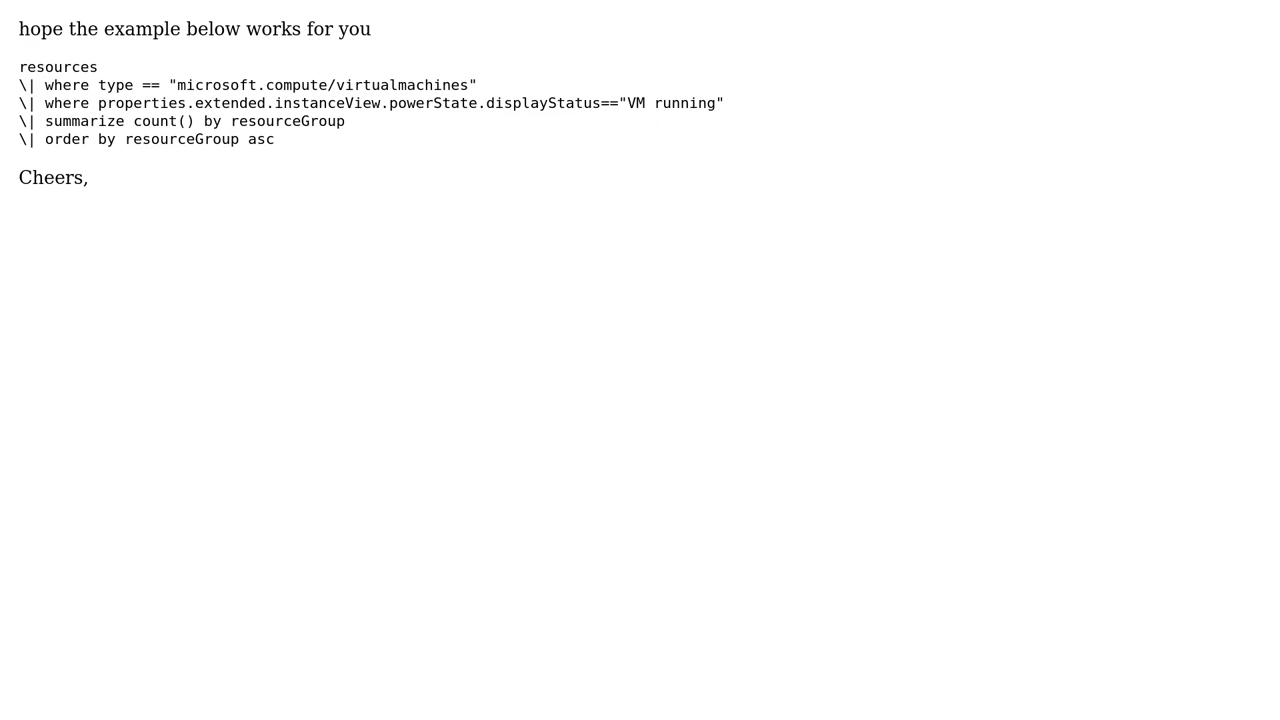 hope the example below works for you
resources
\| where type == "microsoft.compute/virtualmachines"
\| where properties.extended.instanceView.powerState.displayStatus=="VM running"
\| summarize count() by resourceGroup
\| order by resourceGroup asc
Cheers,